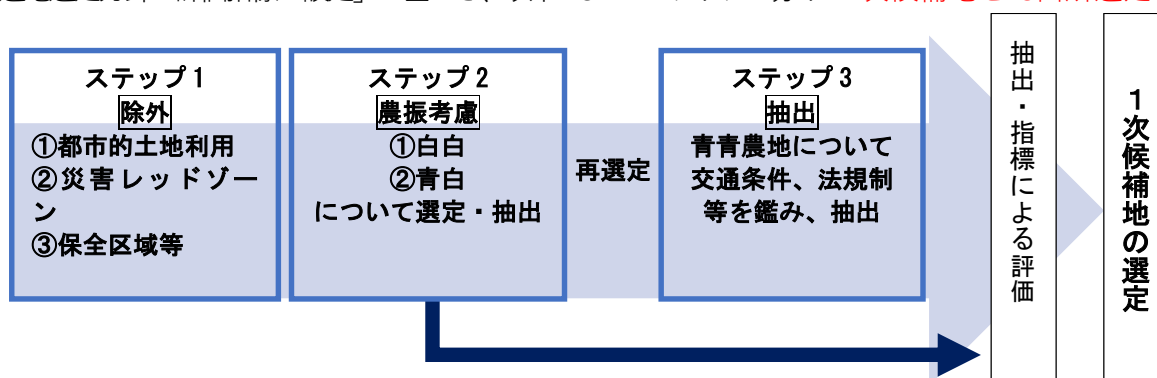 ステップ1
除外
①都市的土地利用
②災害レッドゾー
ン
③保全区域等
ステップ2
農振考慮
①白白
②青白
について選定・抽出
再選定
ステップ3
抽出
青青農地について
交通条件、法規制
等を鑑み、抽出
抽出・指標による評価
1次候補地の選定